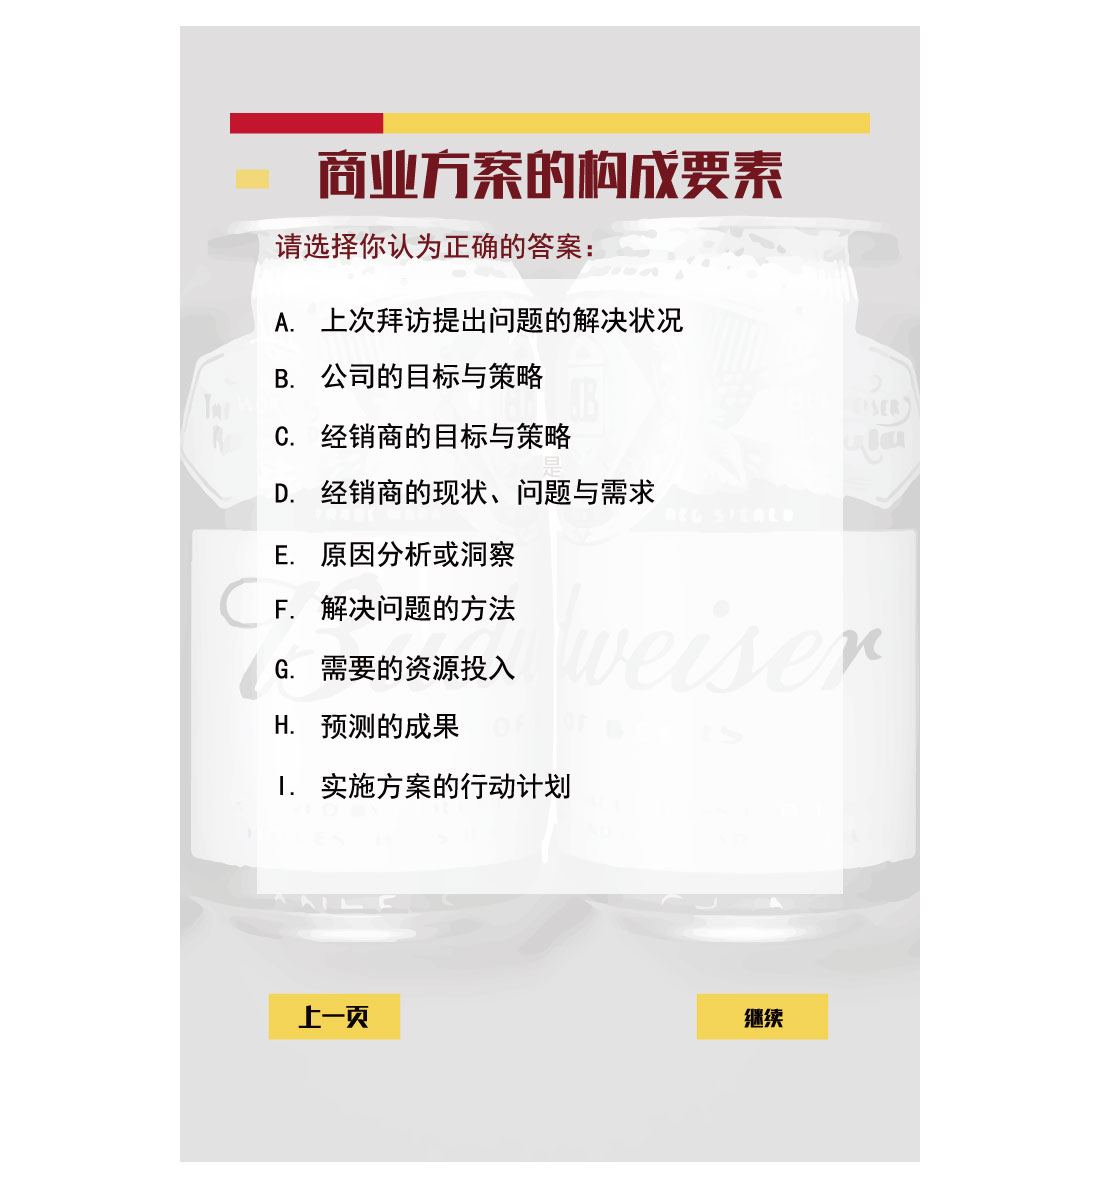 商业方案的构成要素
请选择你认为正确的答案：
A. 上次拜访提出问题的解决状况
B. 公司的目标与策略
C. 经销商的目标与策略
是
D. 经销商的现状、问题与需求
E. 原因分析或洞察
F. 解决问题的方法
G. 需要的资源投入
Budweiser
H. 预测的成果
I. 实施方案的行动计划
上一页
继续